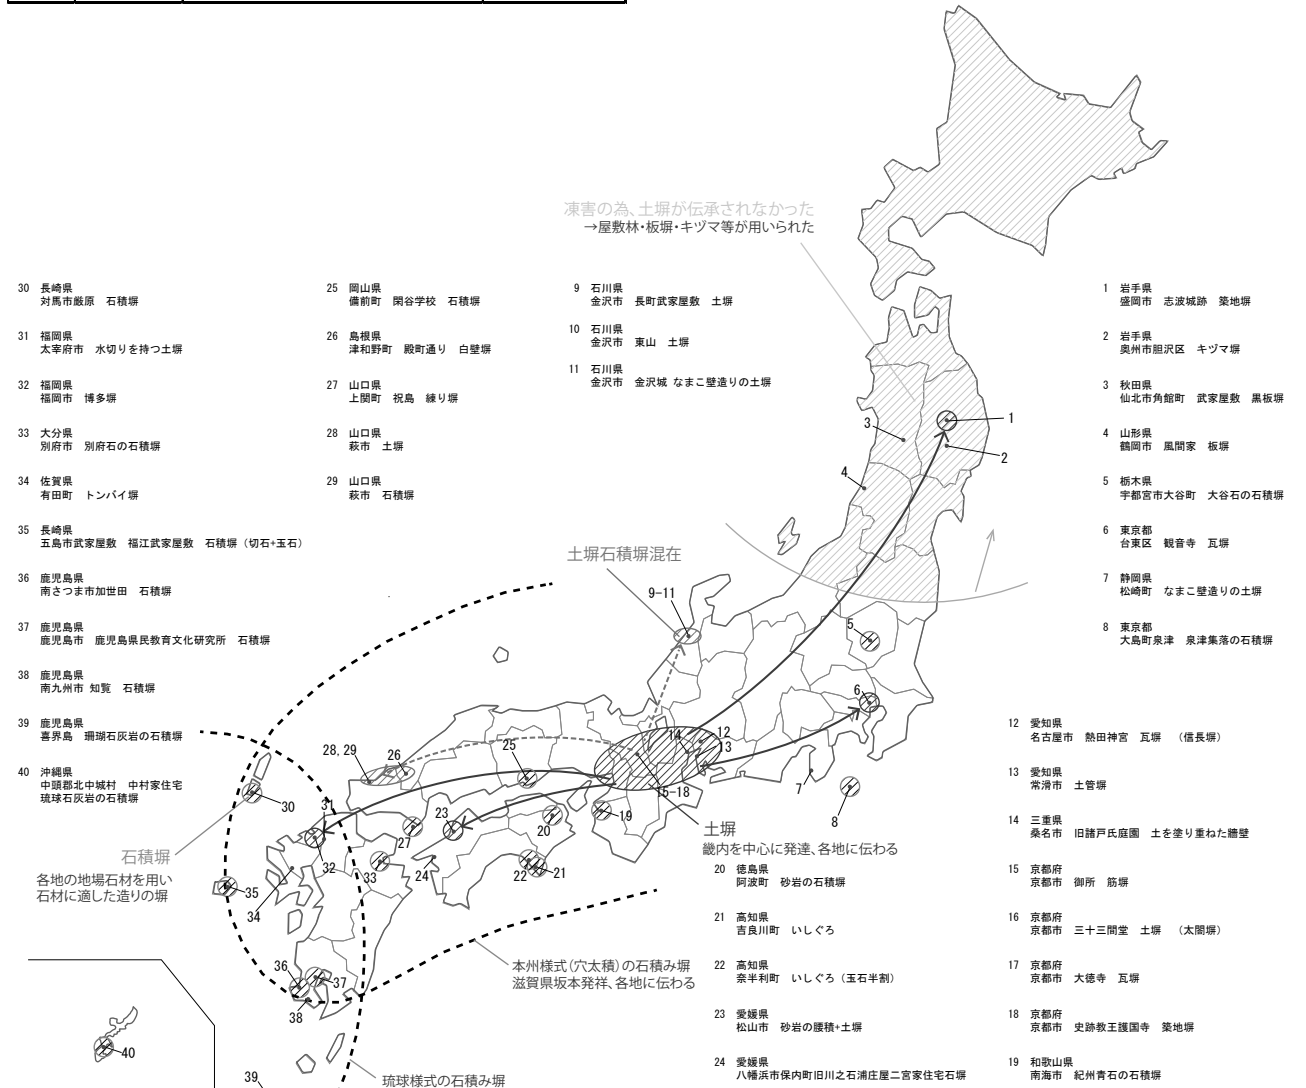 凍害の為、土塀が伝承されなかった
→屋敷林・板塀・キヅマ等が用いられた
30 長崎県
対馬市厳原 石積塀
31 福岡県
太宰府市 水切りを持つ土塀
32 福岡県
福岡市 博多塀
33 大分県
別府市 別府石の石積塀
34 佐賀県
有田町 トンバイ塀
35 長崎県
五島市武家屋敷 福江武家屋敷 石積塀（切石+玉石）
36 鹿児島県
南さつま市加世田 石積塀
37 鹿児島県
鹿児島市 鹿児島県民教育文化研究所 石積塀
38 鹿児島県
南九州市 知覧 石積塀
39 鹿児島県
喜界島 珊瑚石灰岩の石積塀
40 沖縄県
中頭郡北中城村 中村家住宅
琉球石灰岩の石積塀
25 岡山県
備前町 閑谷学校 石積塀
26 島根県
津和野町 殿町通り 白壁塀
27 山口県
上関町 祝島 練り塀
28 山口県
萩市 土塀
29 山口県
萩市 石積塀
9 石川県
金沢市 長町武家屋敷 土塀
10 石川県
金沢市 東山 土塀
11 石川県
金沢市 金沢城 なまこ壁造りの土塀
1 岩手県
盛岡市 志波城跡 築地塀
2 岩手県
奥州市胆沢区 キヅマ塀
3 秋田県
仙北市角館町 武家屋敷 黒板塀
4 山形県
鶴岡市 風間家 板塀
5 栃木県
宇都宮市大谷町 大谷石の石積塀
6 東京都
台東区 観音寺 瓦塀
7 静岡県
松崎町 なまこ壁造りの土塀
8 東京都
大島町泉津 泉津集落の石積塀
12 愛知県
名古屋市 熱田神宮 瓦塀 （信長塀）
13 愛知県
常滑市 土管塀
14 三重県
桑名市 旧諸戸氏庭園 土を塗り重ねた牆壁
15 京都府
京都市 御所 筋塀
16 京都府
京都市 三十三間堂 土塀 （太閤塀）
17 京都府
京都市 大徳寺 瓦塀
18 京都府
京都市 史跡教王護国寺 築地塀
19 和歌山県
南海市 紀州青石の石積塀
20 徳島県
阿波町 砂岩の石積塀
21 高知県
吉良川町 いしぐろ
22 高知県
奈半利町 いしぐろ（玉石半割）
23 愛媛県
松山市 砂岩の腰積+土塀
24 愛媛県
八幡浜市保内町旧川之石浦庄屋二宮家住宅石塀
土塀石積塀混在
土塀
畿内を中心に発達、各地に伝わる
石積塀
各地の地場石材を用い
石材に適した造りの塀
本州様式（穴太積）の石積み塀
滋賀県坂本発祥、各地に伝わる
琉球様式の石積み塀
1
2
3
4
5
6
7
8
9-11
12
13
14
15-18
19
20
21
22
23
24
25
26
27
28, 29
30
31
32
33
34
35
36
37
38
39
40